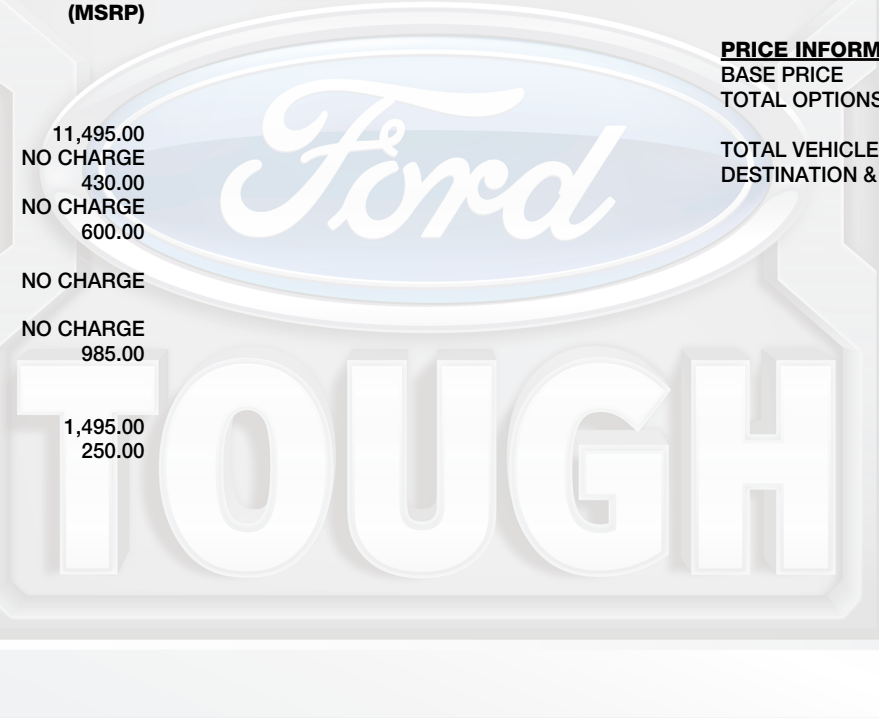 (MSRP)
11,495.00
NO CHARGE
430.00
NO CHARGE
600.00
NO CHARGE
NO CHARGE
985.00
1,495.00
250.00
PRICE INFORM
BASE PRICE
TOTAL OPTIONS
TOTAL VEHICLE
DESTINATION &
Ford
TOUGH